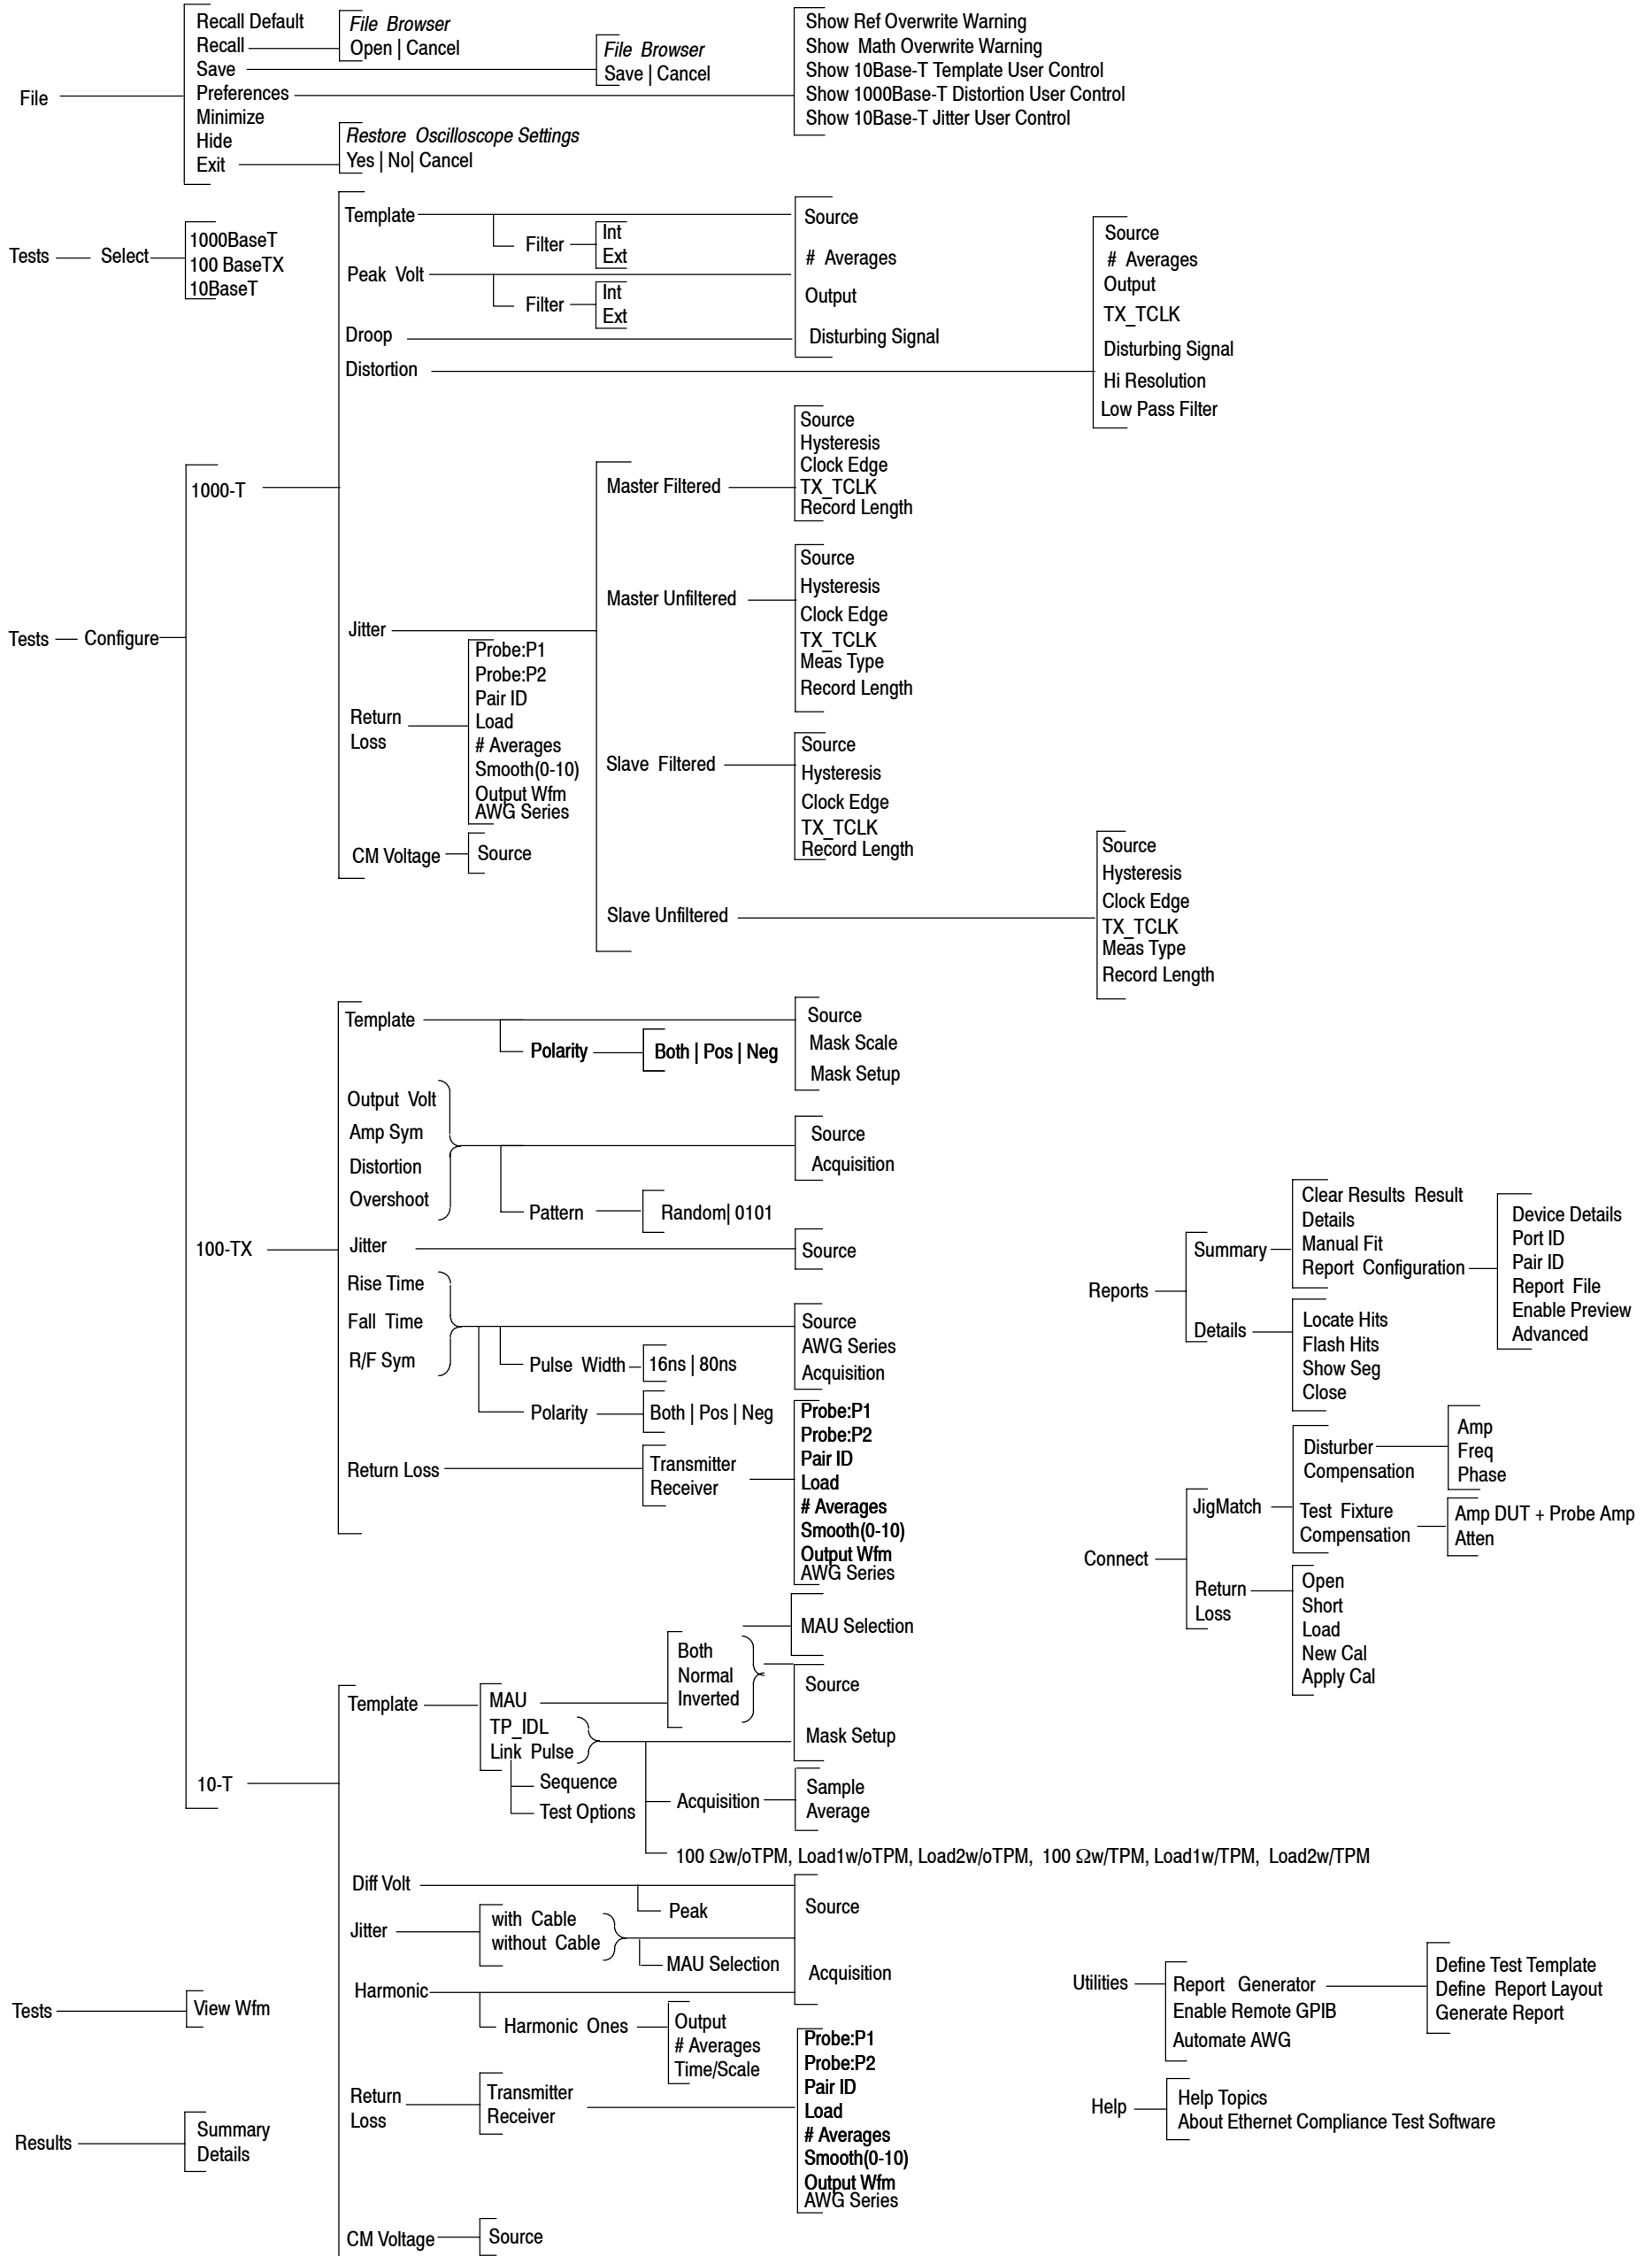 File
Recall Default
Recall
Save
Preferences
Minimize
Hide
Exit
File Browser
Open | Cancel
File Browser
Save | Cancel
Show Ref Overwrite Warning
Show Math Overwrite Warning
Show 10Base-T Template User Control
Show 1000Base-T Distortion User Control
Show 10Base-T Jitter User Control
Restore Oscilloscope Settings
Yes | No| Cancel
Tests
Select
1000BaseT
100 BaseTX
10BaseT
Tests
Configure
1000-T
Template
Filter
Int
Ext
Peak Volt
Filter
Int
Ext
Droop
Source
# Averages
Output
Disturbing Signal
Distortion
Source
# Averages
Output
TX_TCLK
Disturbing Signal
Hi Resolution
Low Pass Filter
Jitter
Master Filtered
Source
Hysteresis
Clock Edge
TX_TCLK
Record Length
Master Unfiltered
Source
Hysteresis
Clock Edge
TX_TCLK
Meas Type
Record Length
Slave Filtered
Source
Hysteresis
Clock Edge
TX_TCLK
Record Length
Slave Unfiltered
Source
Hysteresis
Clock Edge
TX_TCLK
Meas Type
Record Length
Return
Loss
Probe:P1
Probe:P2
Pair ID
Load
# Averages
Smooth(0-10)
Output Wfm
AWG Series
CM Voltage
Source
100-TX
Template
Polarity
Both | Pos | Neg
Source
Mask Scale
Mask Setup
Output Volt
Amp Sym
Distortion
Overshoot
Pattern
Random| 0101
Source
Acquisition
Jitter
Source
Rise Time
Fall Time
R/F Sym
Pulse Width
16ns | 80ns
Polarity
Both | Pos | Neg
Source
AWG Series
Acquisition
Return Loss
Transmitter
Receiver
Probe:P1
Probe:P2
Pair ID
Load
# Averages
Smooth(0-10)
Output Wfm
AWG Series
10-T
Template
MAU
TP_IDL
Link Pulse
Sequence
Test Options
Both
Normal
Inverted
MAU Selection
Source
Mask Setup
Acquisition
Sample
Average
100 Ωw/oTPM, Load1w/oTPM, Load2w/oTPM, 100 Ωw/TPM, Load1w/TPM, Load2w/TPM
Diff Volt
Peak
Jitter
with Cable
without Cable
MAU Selection
Harmonic
Source
Acquisition
Harmonic Ones
Output
# Averages
Time/Scale
Return
Loss
Transmitter
Receiver
Probe:P1
Probe:P2
Pair ID
Load
# Averages
Smooth(0-10)
Output Wfm
AWG Series
CM Voltage
Source
Tests
View Wfm
Results
Summary
Details
Reports
Summary
Clear Results Result
Details
Manual Fit
Report Configuration
Device Details
Port ID
Pair ID
Report File
Enable Preview
Advanced
Details
Locate Hits
Flash Hits
Show Seg
Close
Connect
JigMatch
Disturber
Compensation
Amp
Freq
Phase
Test Fixture
Compensation
Amp DUT + Probe Amp
Atten
Return
Loss
Open
Short
Load
New Cal
Apply Cal
Utilities
Report Generator
Enable Remote GPIB
Automate AWG
Define Test Template
Define Report Layout
Generate Report
Help
Help Topics
About Ethernet Compliance Test Software